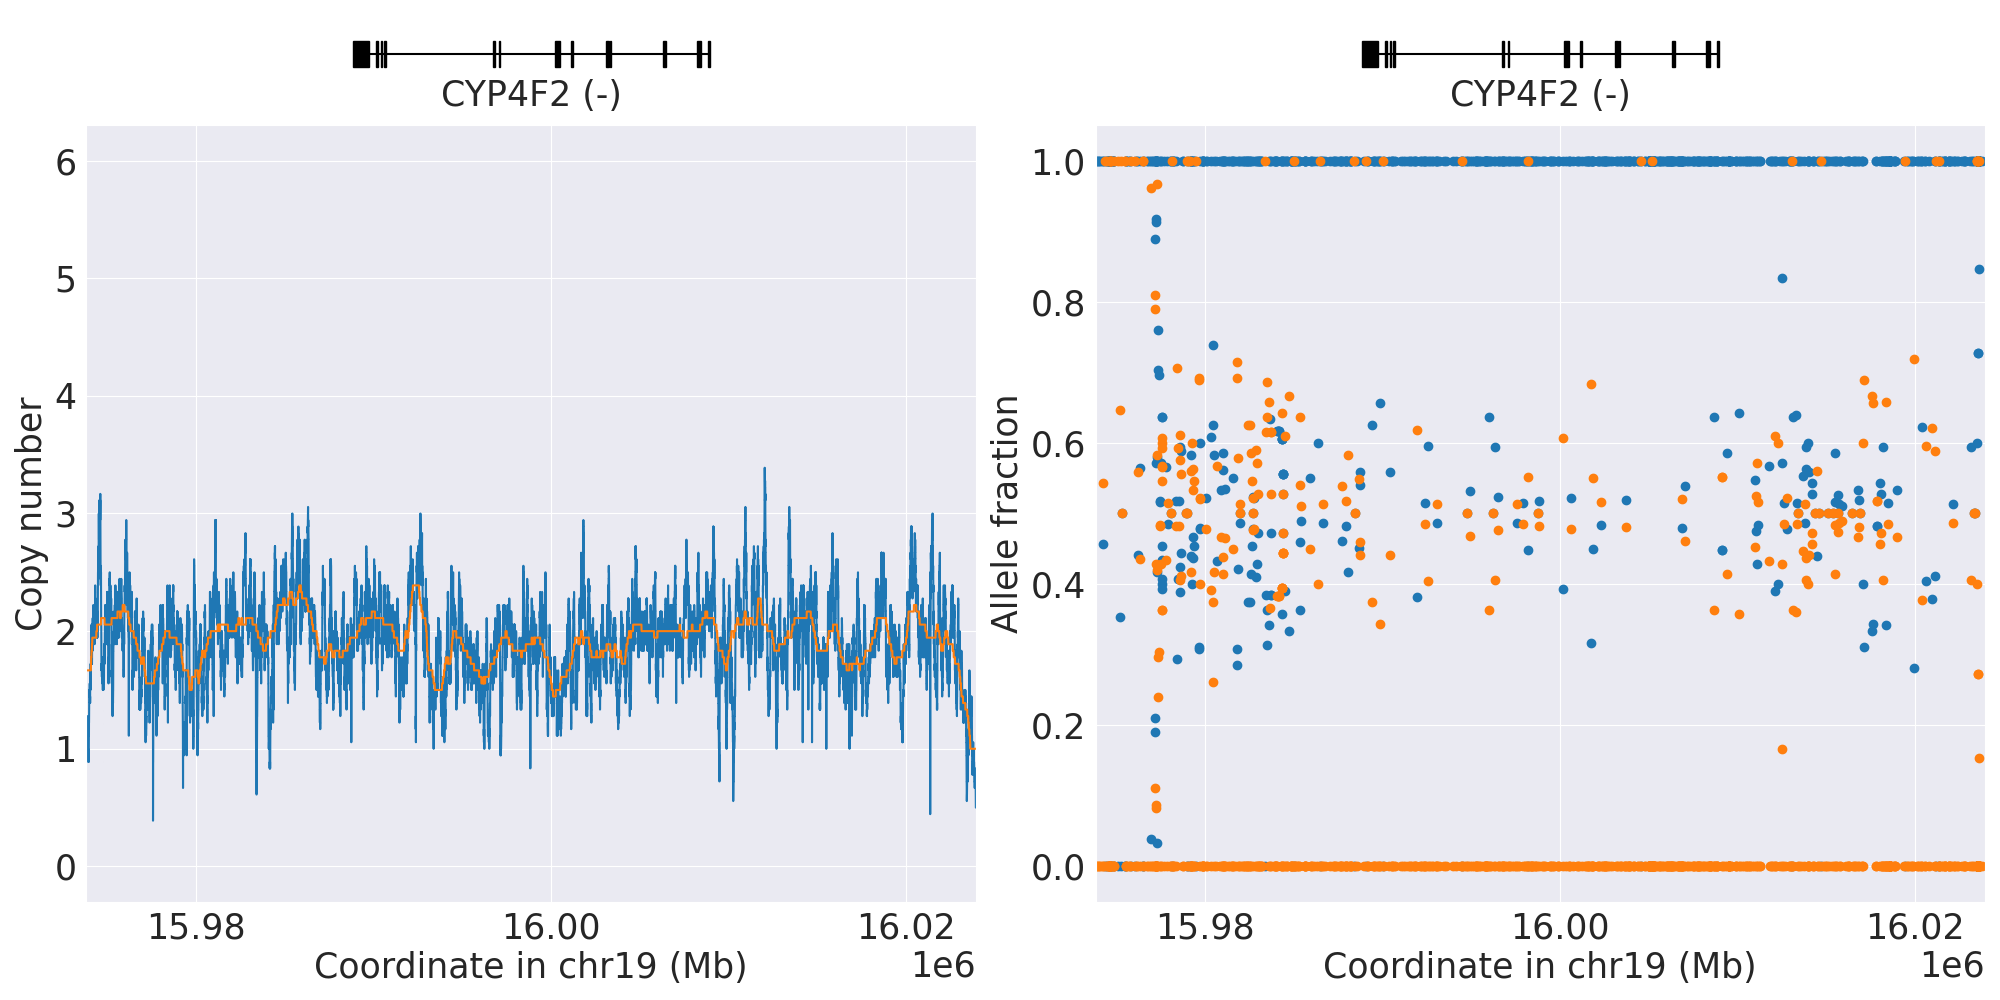 CYP4F2 (-)
6
5
4
3
2
1
0
Copy number
15.98
16.00
16.02
Coordinate in chr19 (Mb)
1e6
CYP4F2 (-)
1.0
0.8
0.6
0.4
0.2
0.0
Allele fraction
15.98
16.00
16.02
Coordinate in chr19 (Mb)
1e6